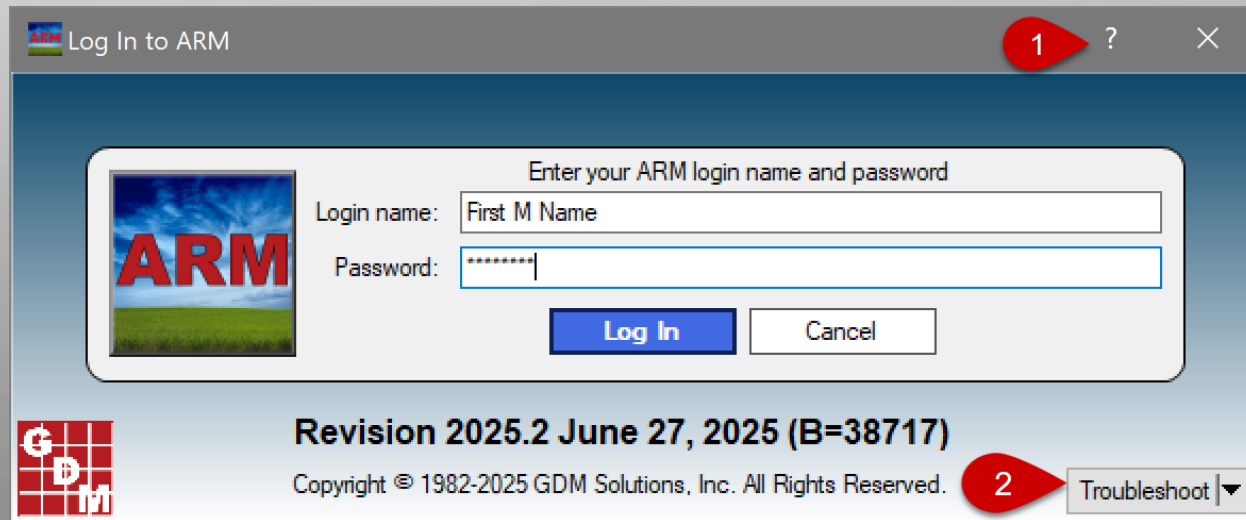 ARM Log In to ARM
1 ?
Enter your ARM login name and password
Login name: First M Name
ARM
Password: ********
Log In Cancel
Revision 2025.2 June 27, 2025 (B=38717)
GDM
Copyright © 1982-2025 GDM Solutions, Inc. All Rights Reserved.
2 Troubleshoot